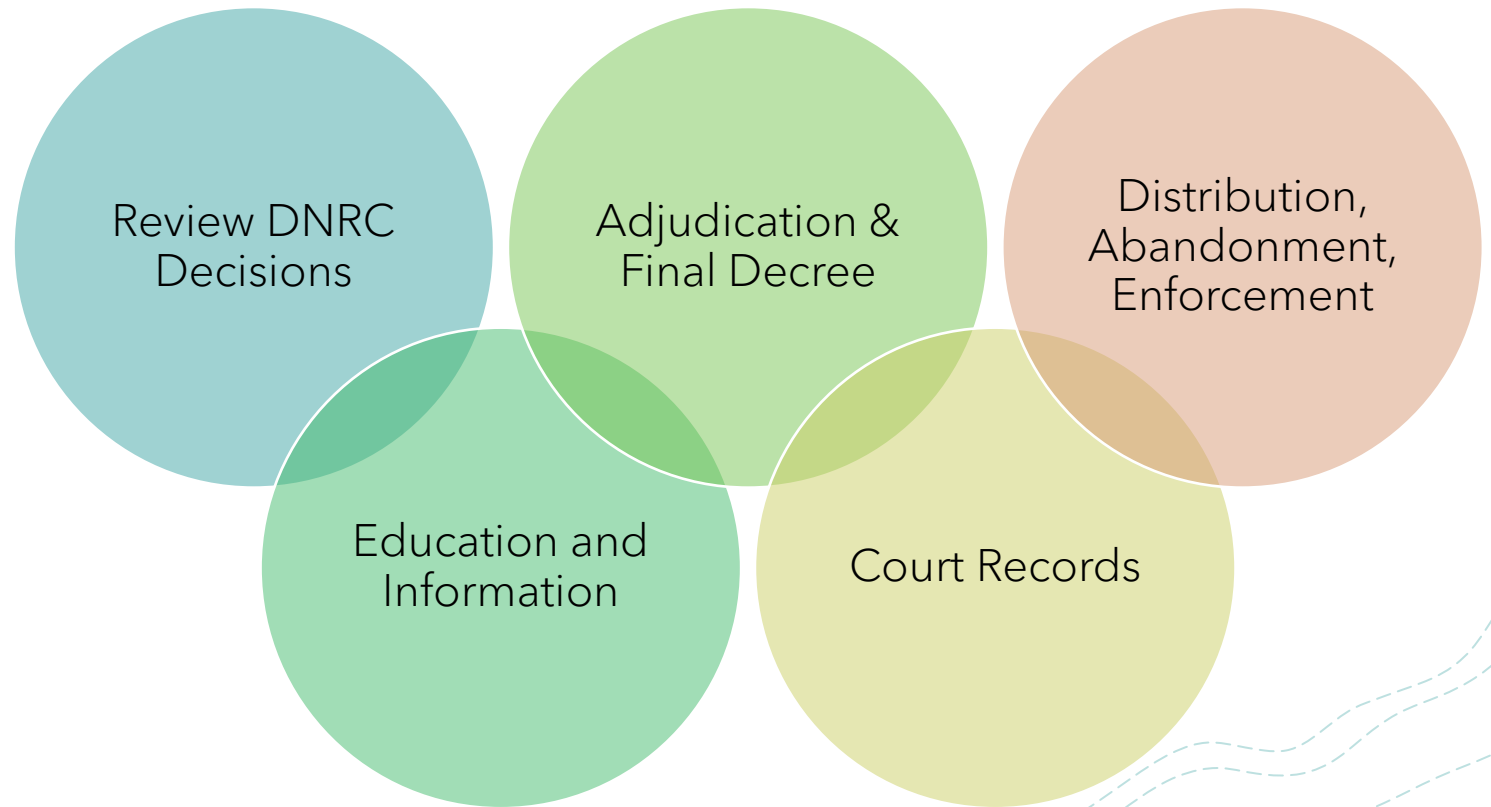 Review DNRC
Decisions
Adjudication &
Final Decree
Distribution,
Abandonment,
Enforcement
Education and
Information
Court Records